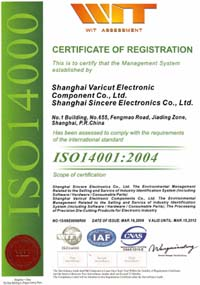 WIT
WIT ASSESSMENT
ISO14000
CERTIFICATE OF REGISTRATION
This is to certify that the Management System
established by
Shanghai Varicut Electronic
Component Co., Ltd.
Shanghai Sincere Electronics Co., Ltd.
No.1 Building, No.655, Fengmao Road, Jiading Zone,
Shanghai, P.R.China
Has been assessed to comply with the requirements
of the international standard
ISO14001:2004
Scope of certification
Shanghai Sincere Electronics Co., Ltd. The Environmental Management
Related to the Selling and Service of Industry Identification System (Including
Software / Hardware / Consumable / Parts)
Shanghai Varicut Electronic Components Co., Ltd. The Environmental
Management Related to the Selling and Service of Industry Identification
System (Including Software / Hardware / Consumable / Parts); The Processing
of Precision Die-Cutting Products for Electronic Industry
DATE OF ISSUE: MAR.16,2009
VALID UNTIL: MAR.15,2012
IAF
CNAS